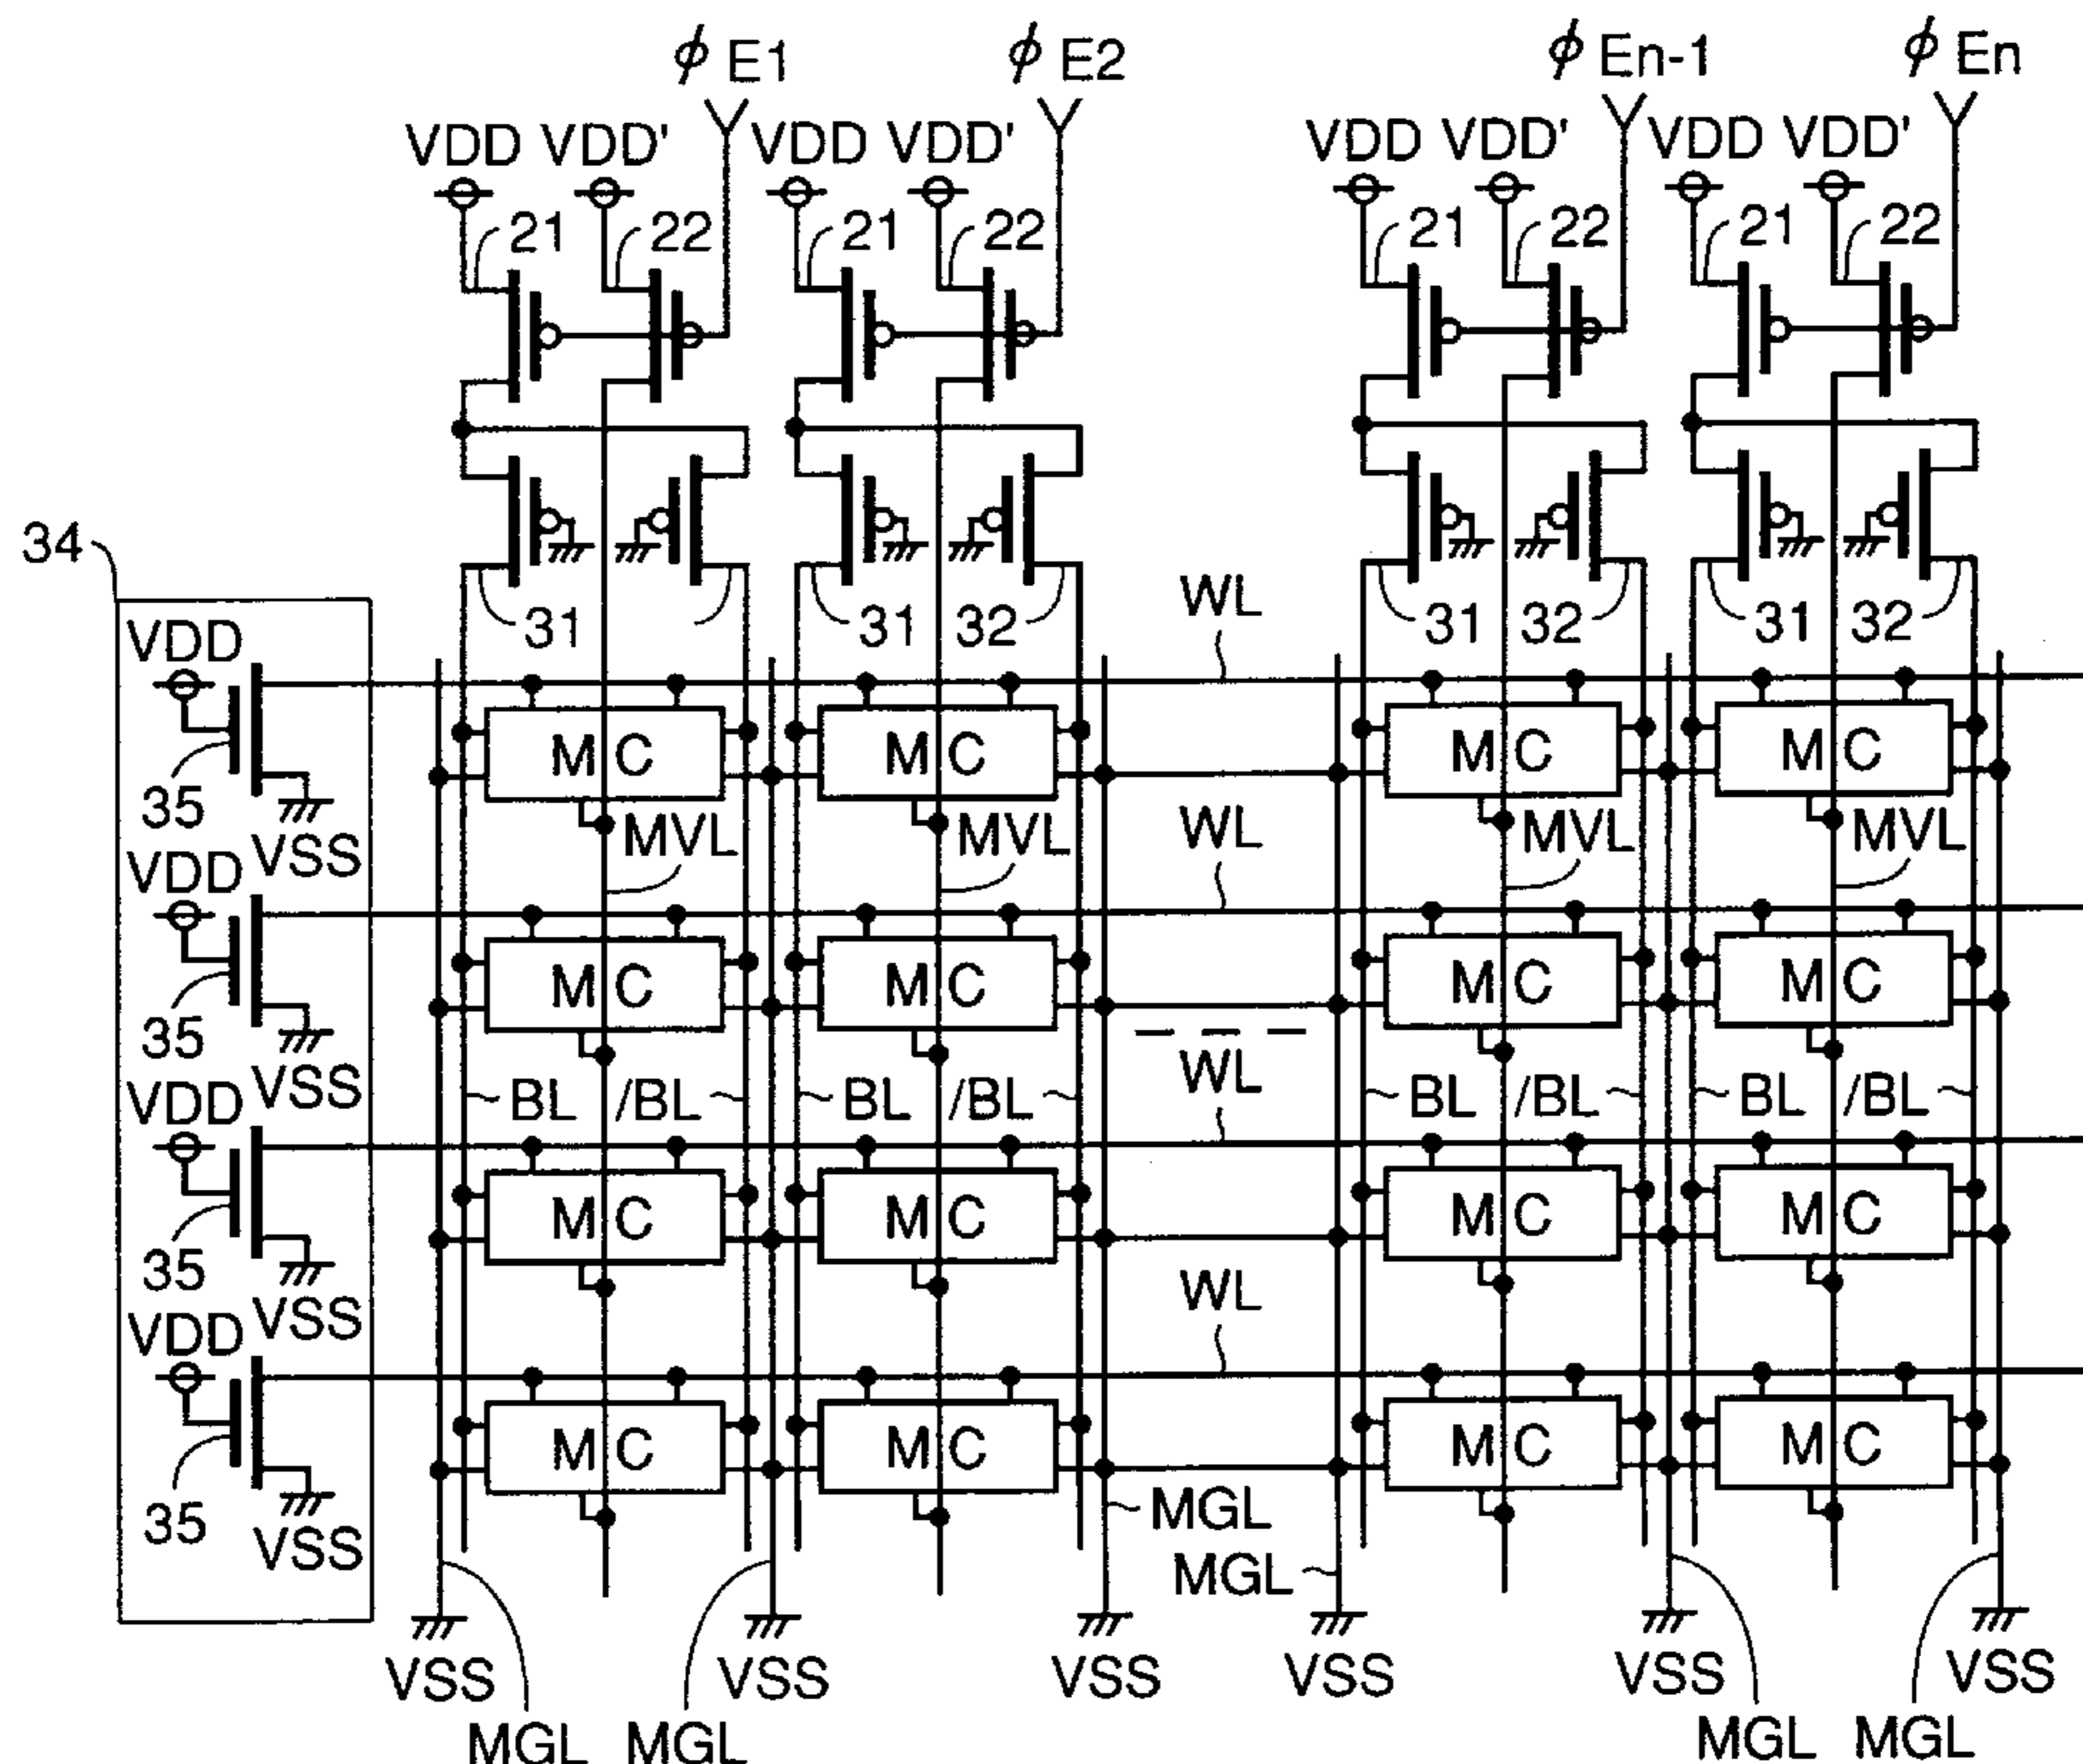 ϕ E1 ϕ E2 ϕ En-1 ϕ En
VDD VDD' VDD VDD' VDD VDD' VDD VDD'
21 22 21 22 21 22 21 22
34
31 31 32 31 32 31 32
WL
VDD
MC MC MC MC
35
VSS
MVL MVL WL MVL MVL
VDD
MC MC MC MC
35
VSS
WL
BL /BL BL /BL BL /BL BL /BL
VDD
MC MC MC MC
35
VSS
WL
VDD
MC MC MC MC
35
VSS
MGL
MGL
VSS VSS VSS VSS VSS VSS
MGL MGL MGL MGL